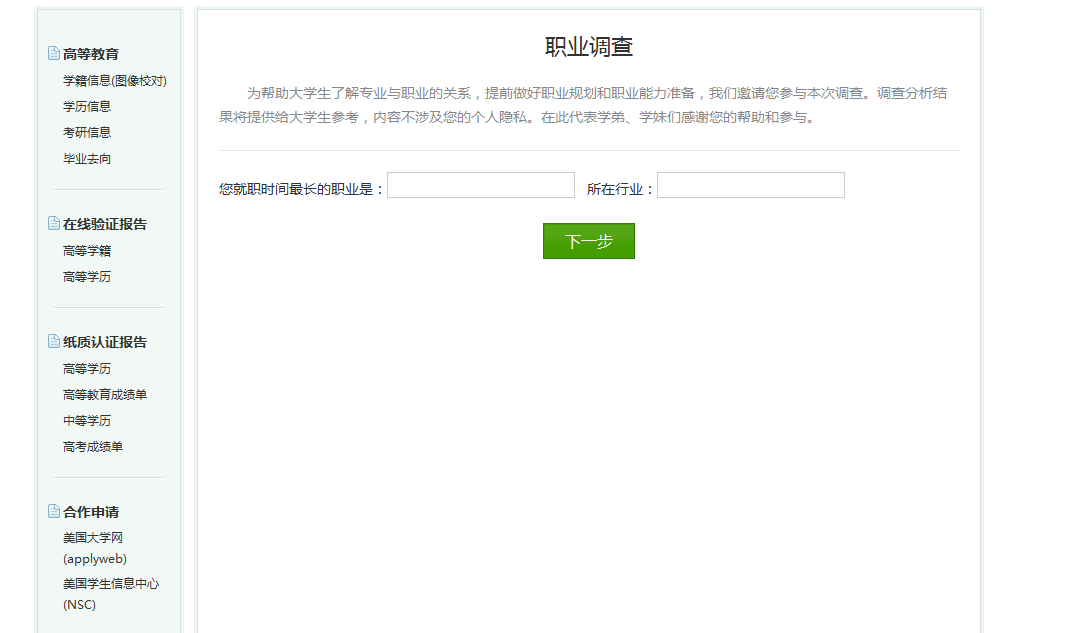 高等教育
学籍信息(图像校对)
学历信息
考研信息
毕业去向
在线验证报告
高等学籍
高等学历
纸质认证报告
高等学历
高等教育成绩单
中等学历
高考成绩单
合作申请
美国大学网
(applyweb)
美国学生信息中心
(NSC)
职业调查
为帮助大学生了解专业与职业的关系，提前做好职业规划和职业能力准备，我们邀请您参与本次调查。调查分析结
果将提供给大学生参考，内容不涉及您的个人隐私。在此代表学弟、学妹们感谢您的帮助和参与。
您就职时间最长的职业是： 所在行业：
下一步